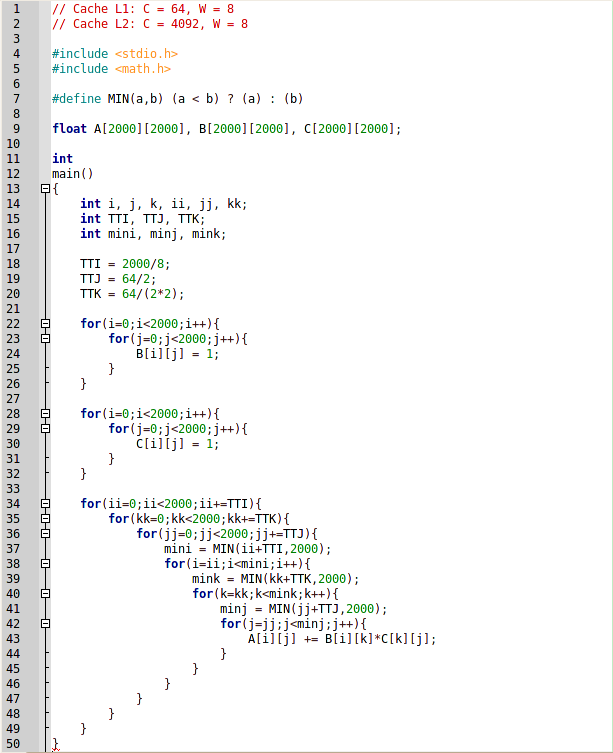 1 // Cache L1: C = 64, W = 8
2 // Cache L2: C = 4092, W = 8
3
4 #include <stdio.h>
5 #include <math.h>
6
7 #define MIN(a,b) (a < b) ? (a) : (b)
8
9 float A[2000][2000], B[2000][2000], C[2000][2000];
10
11 int
12 main()
13 {
14     int i, j, k, ii, jj, kk;
15     int TTI, TTJ, TTK;
16     int mini, minj, mink;
17
18     TTI = 2000/8;
19     TTJ = 64/2;
20     TTK = 64/(2*2);
21
22     for(i=0;i<2000;i++){
23         for(j=0;j<2000;j++){
24             B[i][j] = 1;
25         }
26     }
27
28     for(i=0;i<2000;i++){
29         for(j=0;j<2000;j++){
30             C[i][j] = 1;
31         }
32     }
33
34     for(ii=0;ii<2000;ii+=TTI){
35         for(kk=0;kk<2000;kk+=TTK){
36             for(jj=0;jj<2000;jj+=TTJ){
37                 mini = MIN(ii+TTI,2000);
38                 for(i=ii;i<mini;i++){
39                     mink = MIN(kk+TTK,2000);
40                     for(k=kk;k<mink;k++){
41                         minj = MIN(jj+TTJ,2000);
42                         for(j=jj;j<minj;j++){
43                             A[i][j] += B[i][k]*C[k][j];
44                         }
45                     }
46                 }
47             }
48         }
49     }
50 }